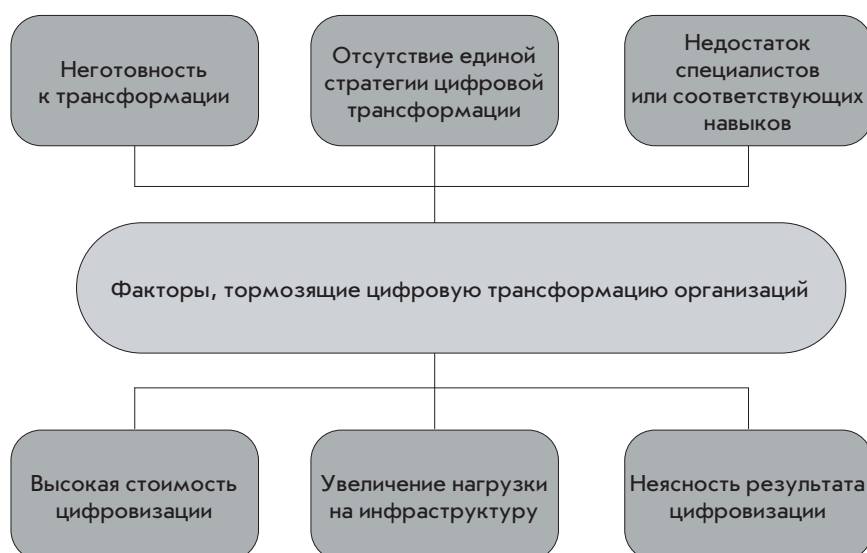 Неготовность
к трансформации
Отсутствие единой
стратегии цифровой
трансформации
Недостаток
специалистов
или соответствующих
навыков
Факторы, тормозящие цифровую трансформацию организаций
Высокая стоимость
цифровизации
Увеличение нагрузки
на инфраструктуру
Неясность результата
цифровизации